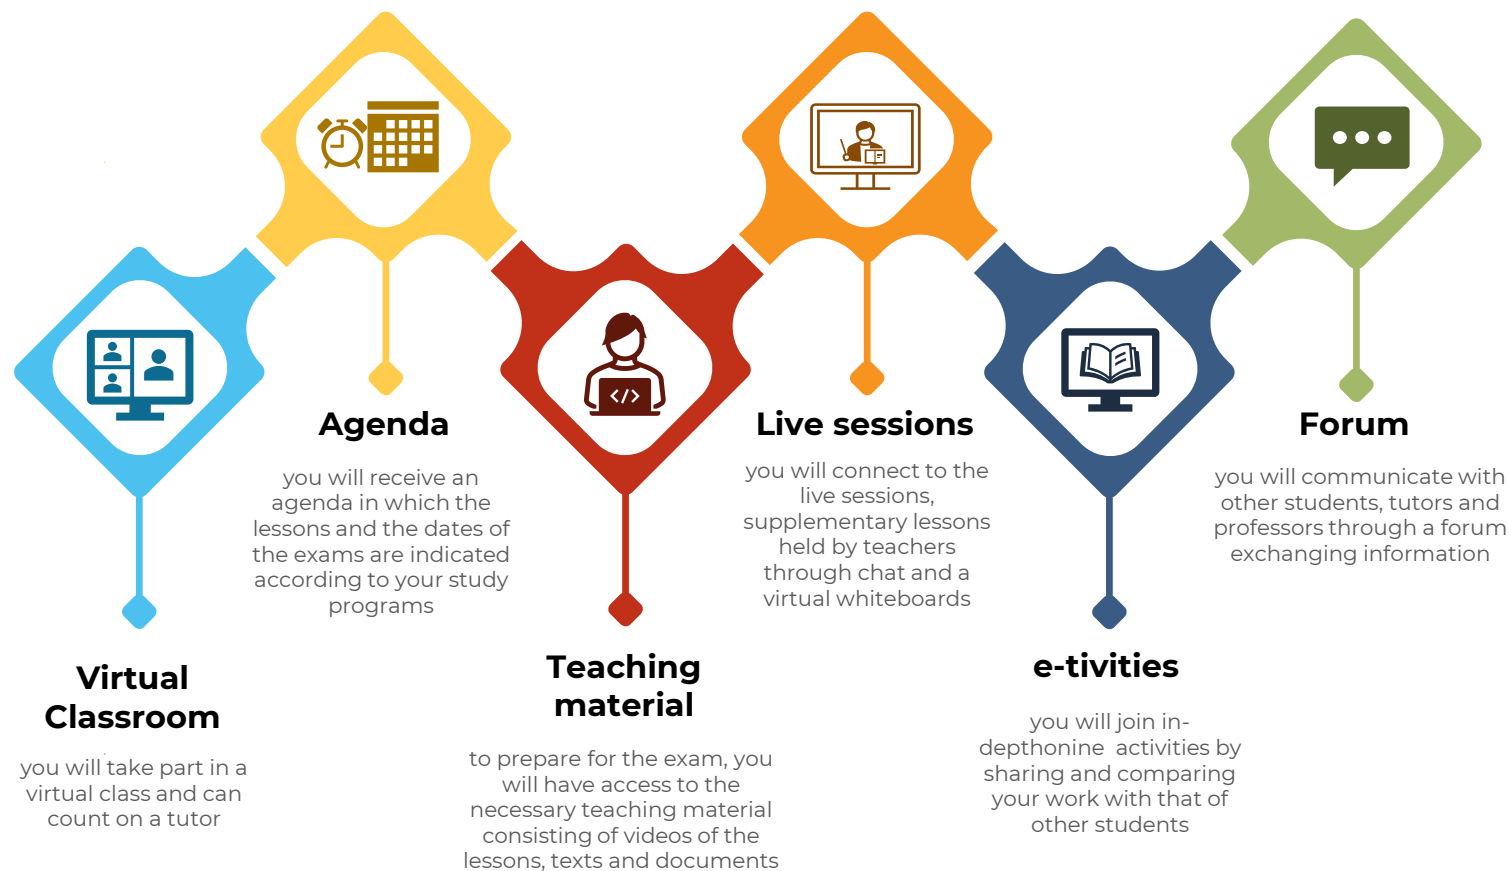 Virtual
Classroom
you will take part in a
virtual class and can
count on a tutor
Agenda
you will receive an
agenda in which the
lessons and the dates of
the exams are indicated
according to your study
programs
</>
Teaching
material
to prepare for the exam, you
will have access to the
necessary teaching material
consisting of videos of the
lessons, texts and documents
Live sessions
you will connect to the
live sessions,
supplementary lessons
held by teachers
through chat and a
virtual whiteboards
e-tivities
you will join in-
depthonine  activities by
sharing and comparing
your work with that of
other students
Forum
you will communicate with
other students, tutors and
professors through a forum
exchanging information